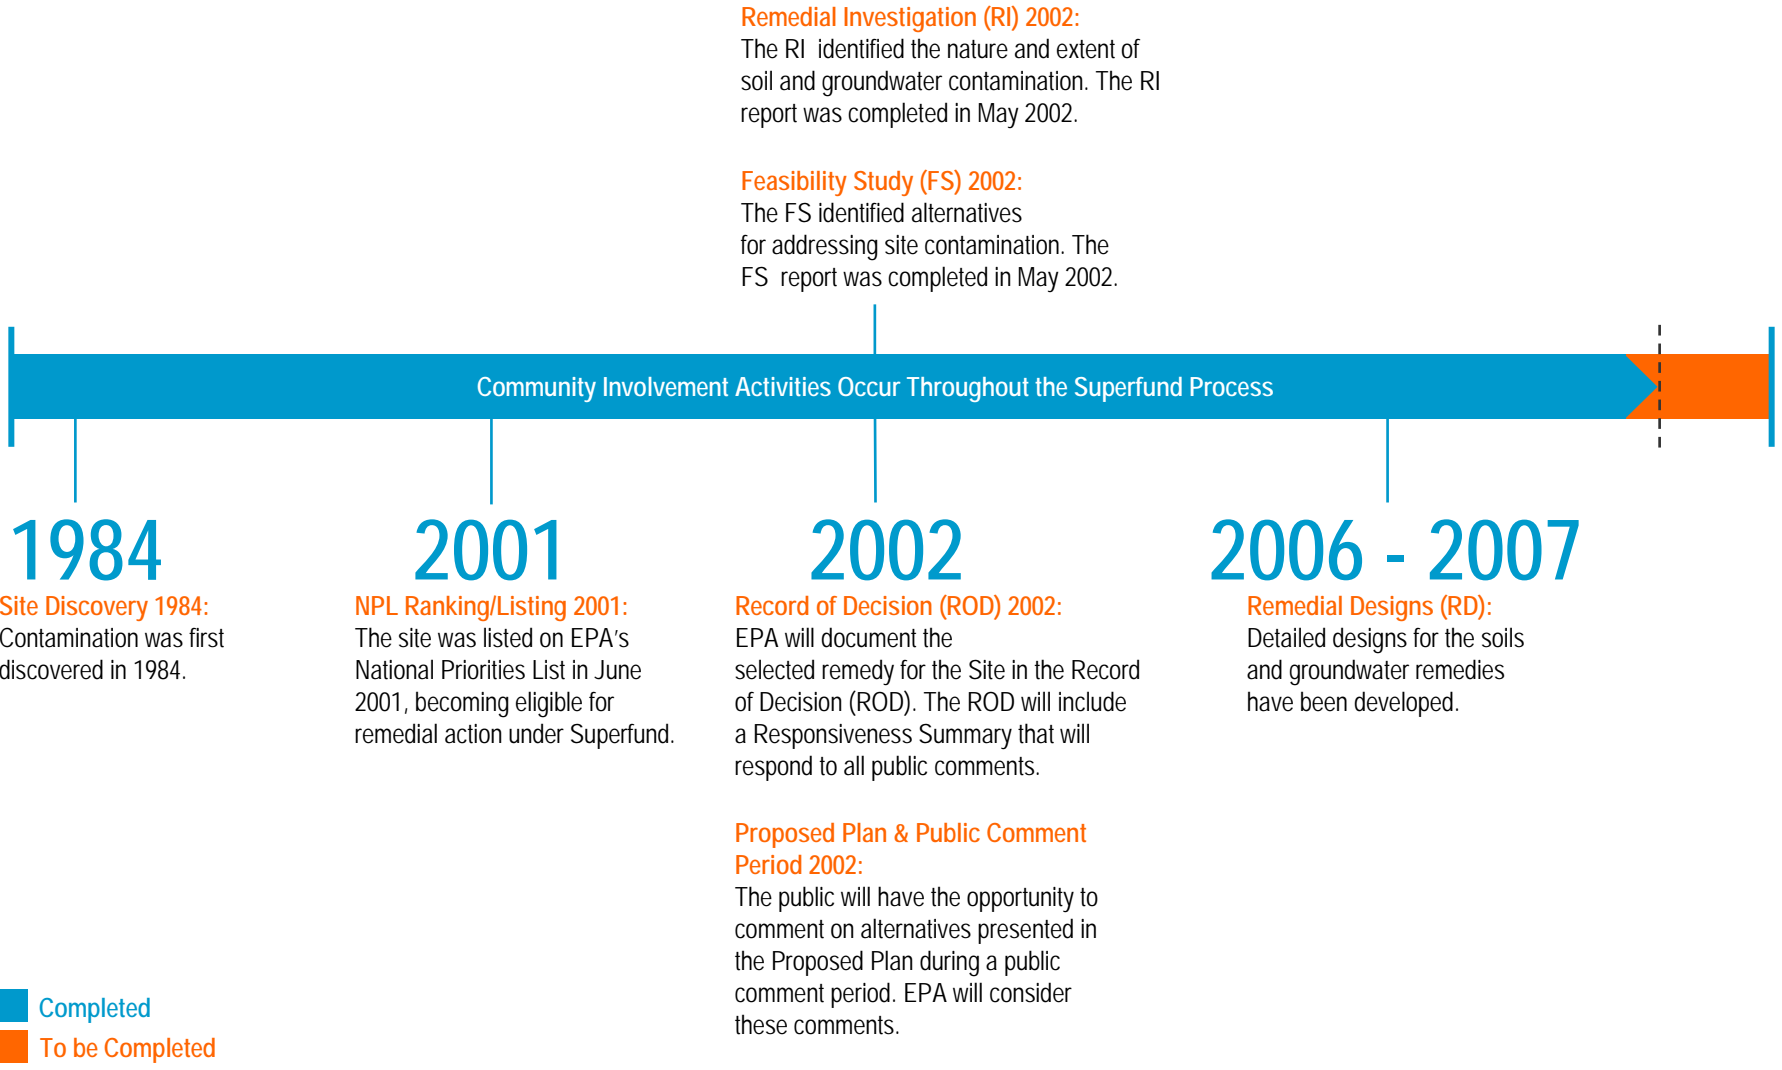 Remedial Investigation (RI) 2002:
The RI identified the nature and extent of
soil and groundwater contamination. The RI
report was completed in May 2002.
Feasibility Study (FS) 2002:
The FS identified alternatives
for addressing site contamination. The
FS report was completed in May 2002.
Community Involvement Activities Occur Throughout the Superfund Process
1984
Site Discovery 1984:
Contamination was first
discovered in 1984.
2001
NPL Ranking/Listing 2001:
The site was listed on EPA's
National Priorities List in June
2001, becoming eligible for
remedial action under Superfund.
2002
Record of Decision (ROD) 2002:
EPA will document the
selected remedy for the Site in the Record
of Decision (ROD). The ROD will include
a Responsiveness Summary that will
respond to all public comments.
Proposed Plan & Public Comment
Period 2002:
The public will have the opportunity to
comment on alternatives presented in
the Proposed Plan during a public
comment period. EPA will consider
these comments.
2006 - 2007
Remedial Designs (RD):
Detailed designs for the soils
and groundwater remedies
have been developed.
Completed
To be Completed